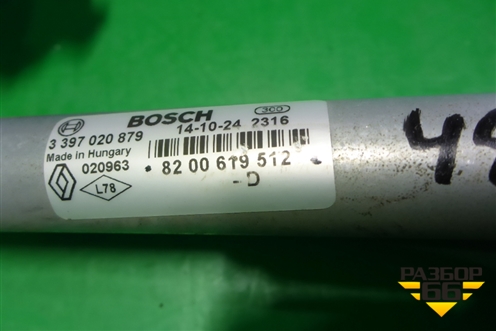 BOSCH
3CO
14-10-24 2316
3 397 020 879
Made in Hungary
020963
82 00 619 512
L78
- D
РАЗБОР
66